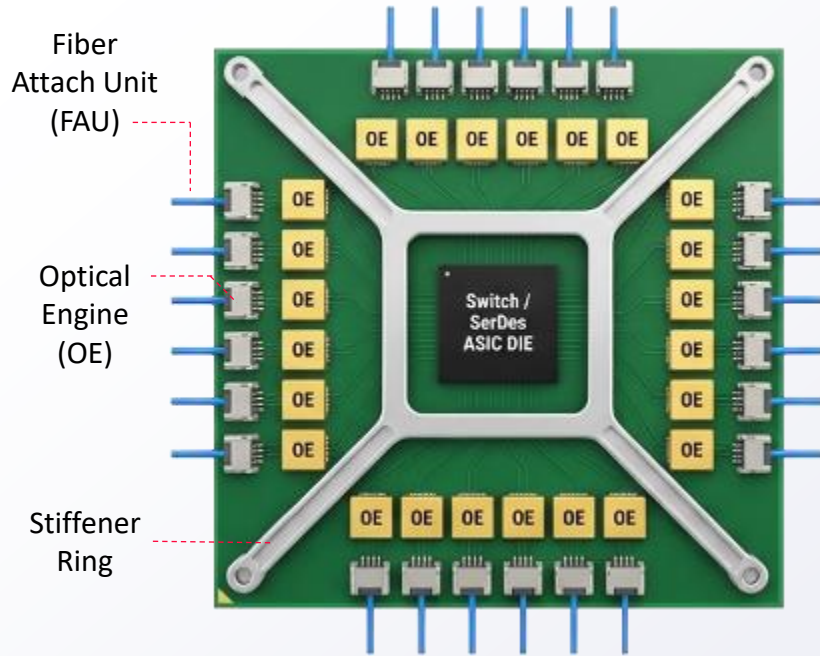 Fiber
Attach Unit
(FAU)
OE OE OE OE OE OE
OE OE
OE OE
Optical
Engine
(OE)
OE OE
Switch /
SerDes
ASIC DIE
OE OE
OE OE
OE OE
Stiffener
Ring
OE OE OE OE OE OE